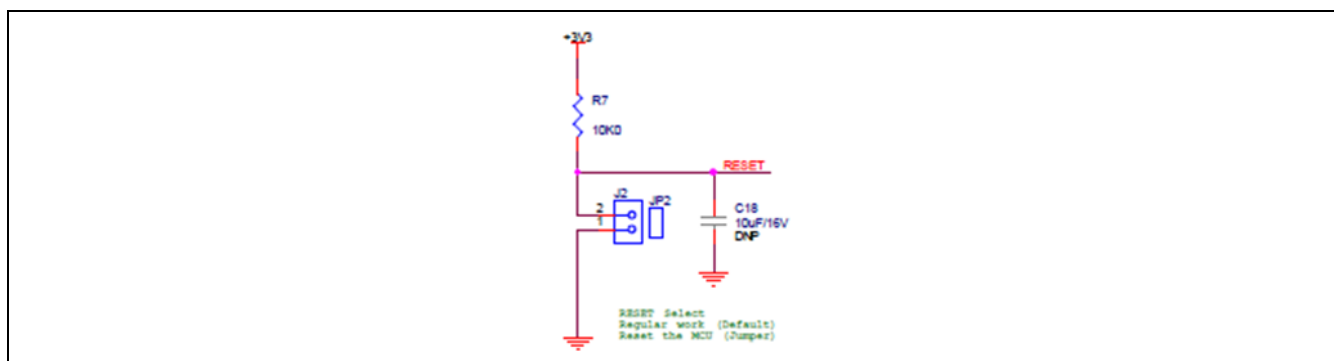 +3V3
R7
10K0
RESET
J2
JP2
2
1
C18
10uF/16V
DNP
RESET Select
Regular work (Default)
Reset the MCU (Jumper)